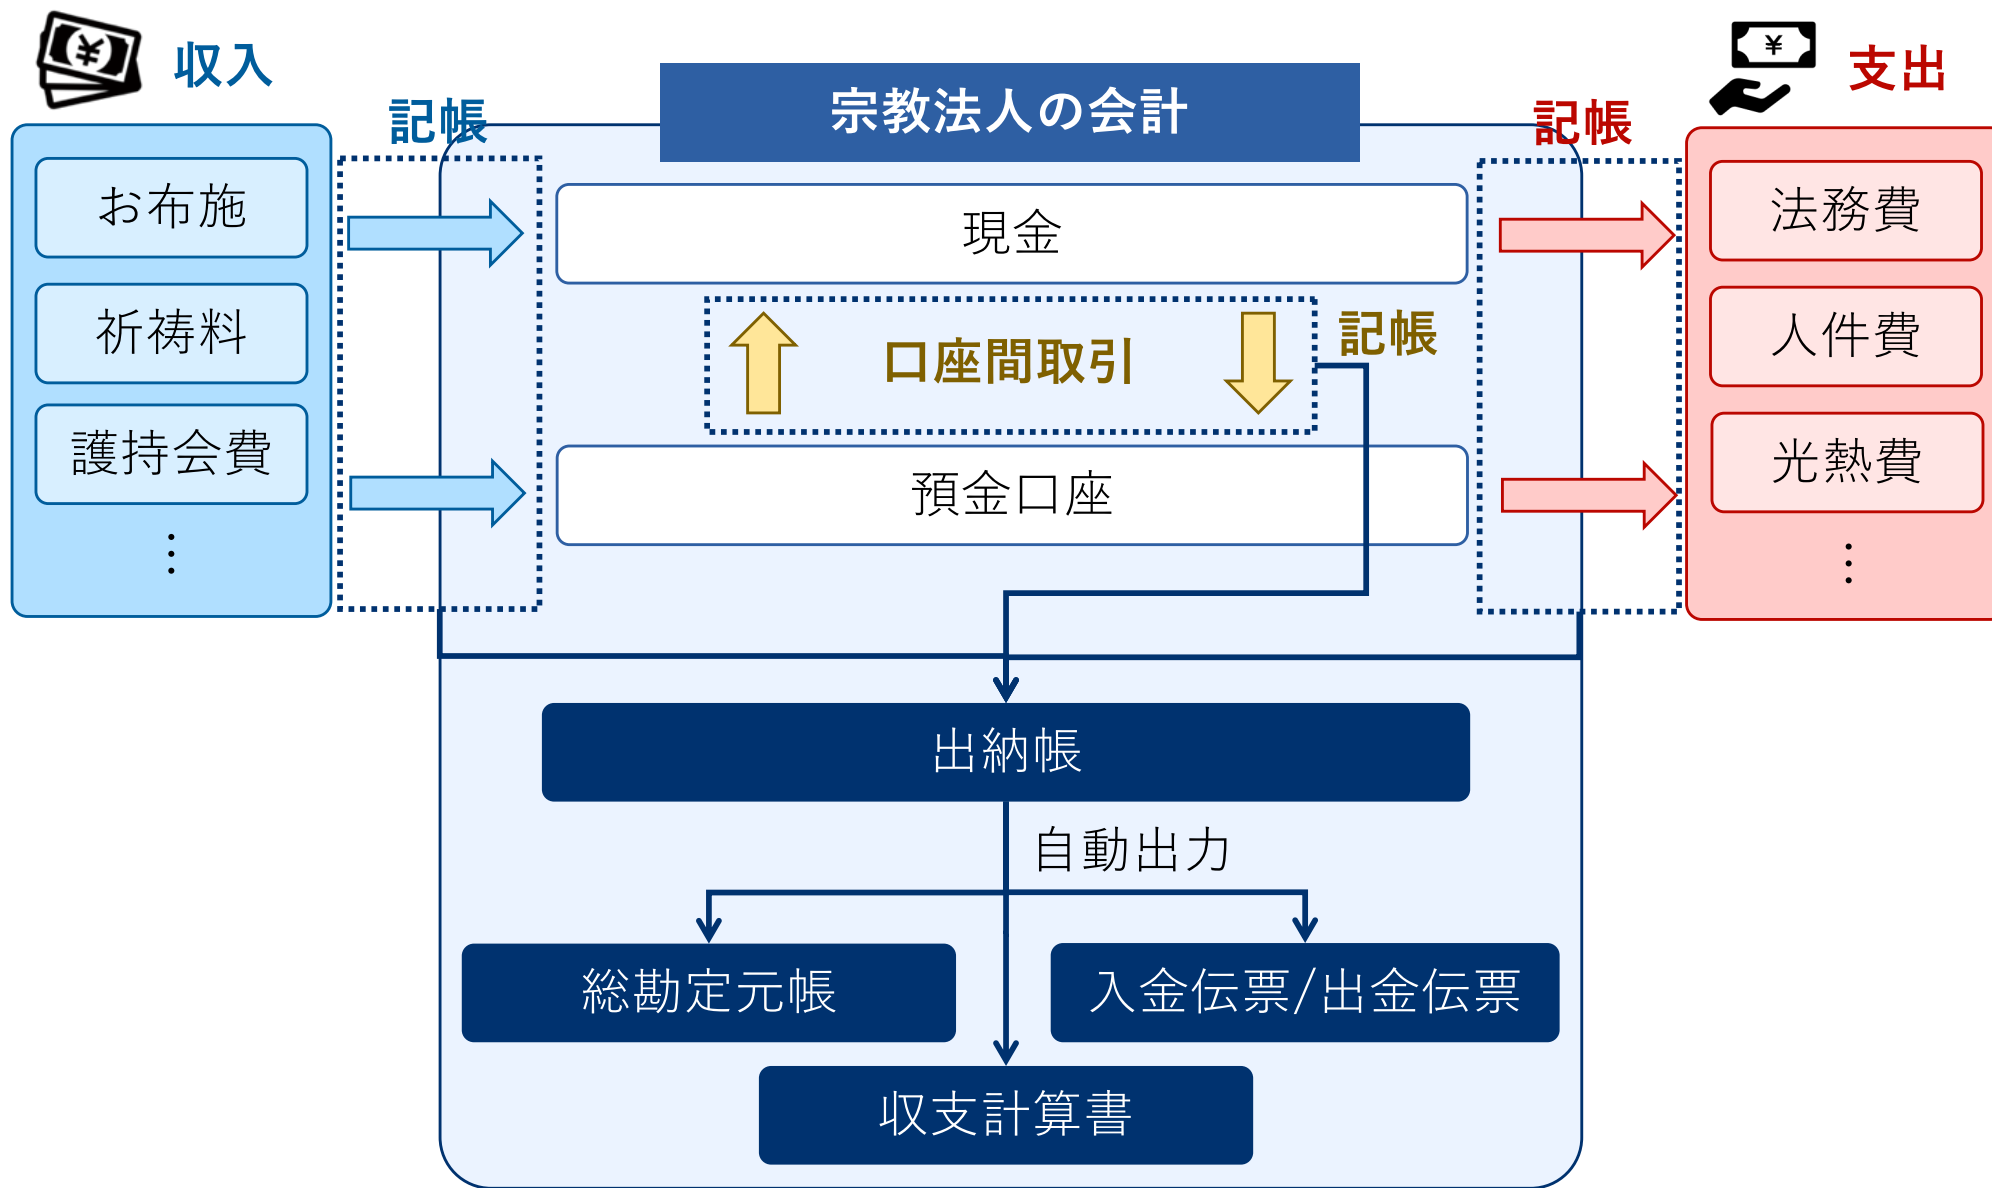 収入
支出
宗教法人の会計
記帳
記帳
お布施
祈祷料
護持会費
⋮
現金
口座間取引
記帳
預金口座
法務費
人件費
光熱費
⋮
出納帳
自動出力
総勘定元帳
入金伝票/出金伝票
収支計算書